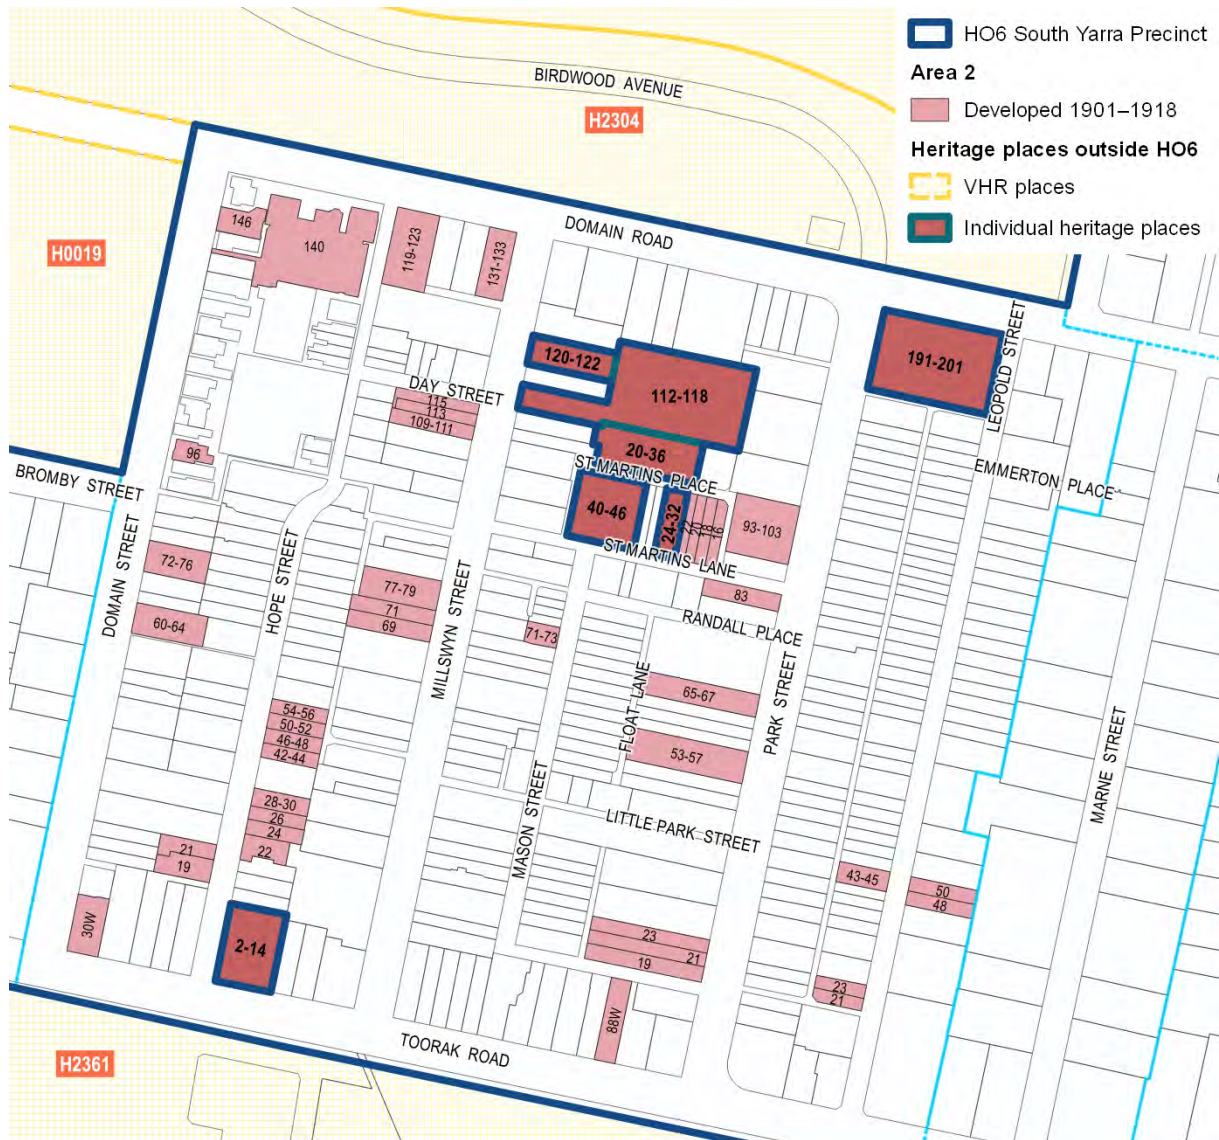 HO6 South Yarra Precinct
Area 2
Developed 1901–1918
Heritage places outside HO6
VHR places
Individual heritage places
BIRDWOOD AVENUE
H2304
DOMAIN ROAD
H0019
146
140
119-123
131-133
120-122
112-118
191-201
LEOPOLD STREET
DAY STREET
115
113
109-111
96
20-36
ST MARTINS PLACE
EMMERTON PLACE
BROMBY STREET
40-46
24-32
22
20
18
16
93-103
ST MARTINS LANE
DOMAIN STREET
HOPE STREET
72-76
77-79
71
69
83
60-64
MILLSWYN STREET
71-73
RANDALL PLACE
FLOAT LANE
65-67
PARK STREET
54-56
50-52
46-48
42-44
53-57
MARNE STREET
28-30
26
24
22
MASON STREET
LITTLE PARK STREET
21
19
43-45
50
48
30W
2-14
23
21
19
23
21
88W
TOORAK ROAD
H2361